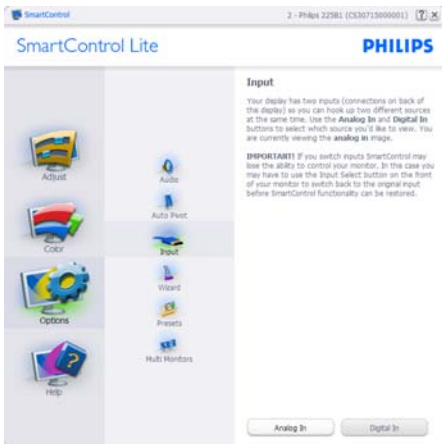 SmartControl
2 - Philips 225B1 (CS30715000001)
SmartControl Lite
PHILIPS
Adjust
Color
Options
Help
Audio
Auto Pivot
Input
Wizard
Presets
Multi Monitors
Input
Your display has two inputs (connections on back of
this display) so you can hook up two different sources
at the same time. Use the Analog In and Digital In
buttons to select which source you'd like to view. You
are currently viewing the analog in image.
IMPORTANT! If you switch inputs SmartControl may
lose the ability to control your monitor. In this case you
may have to use the Input Select button on the front
of your monitor to switch back to the original input
before SmartControl functionality can be restored.
Analog In
Digital In